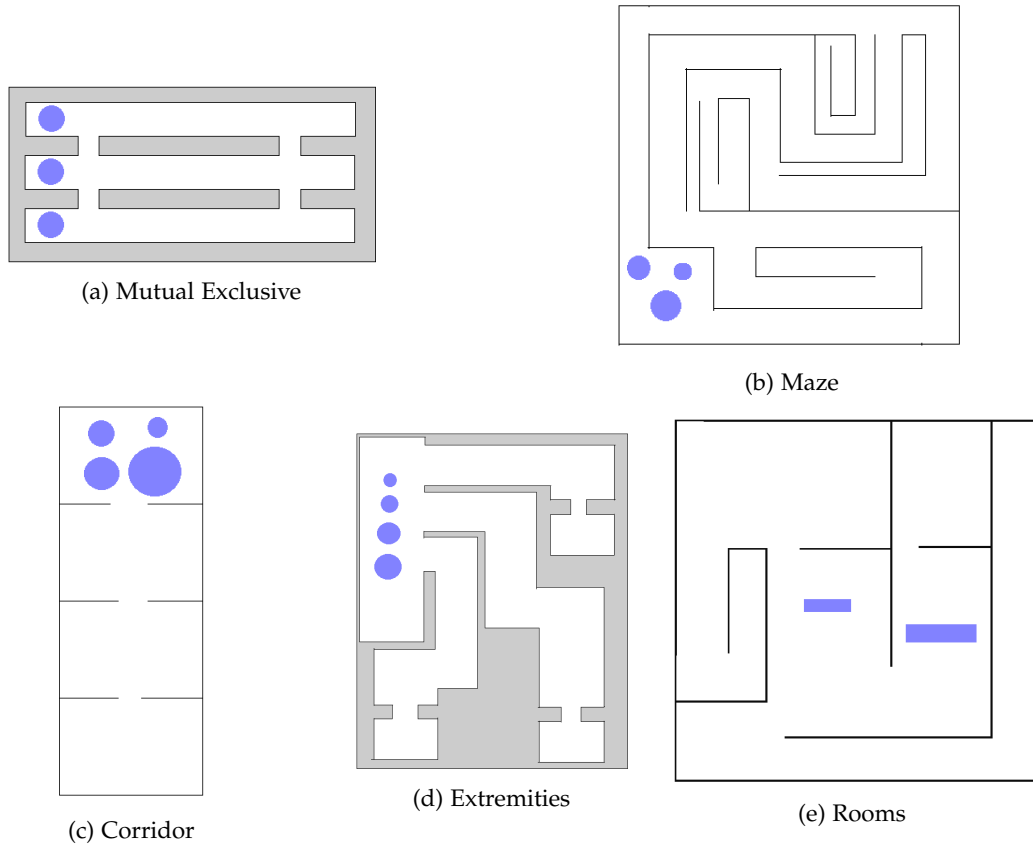 (a) Mutual Exclusive
(b) Maze
(c) Corridor
(d) Extremities
(e) Rooms